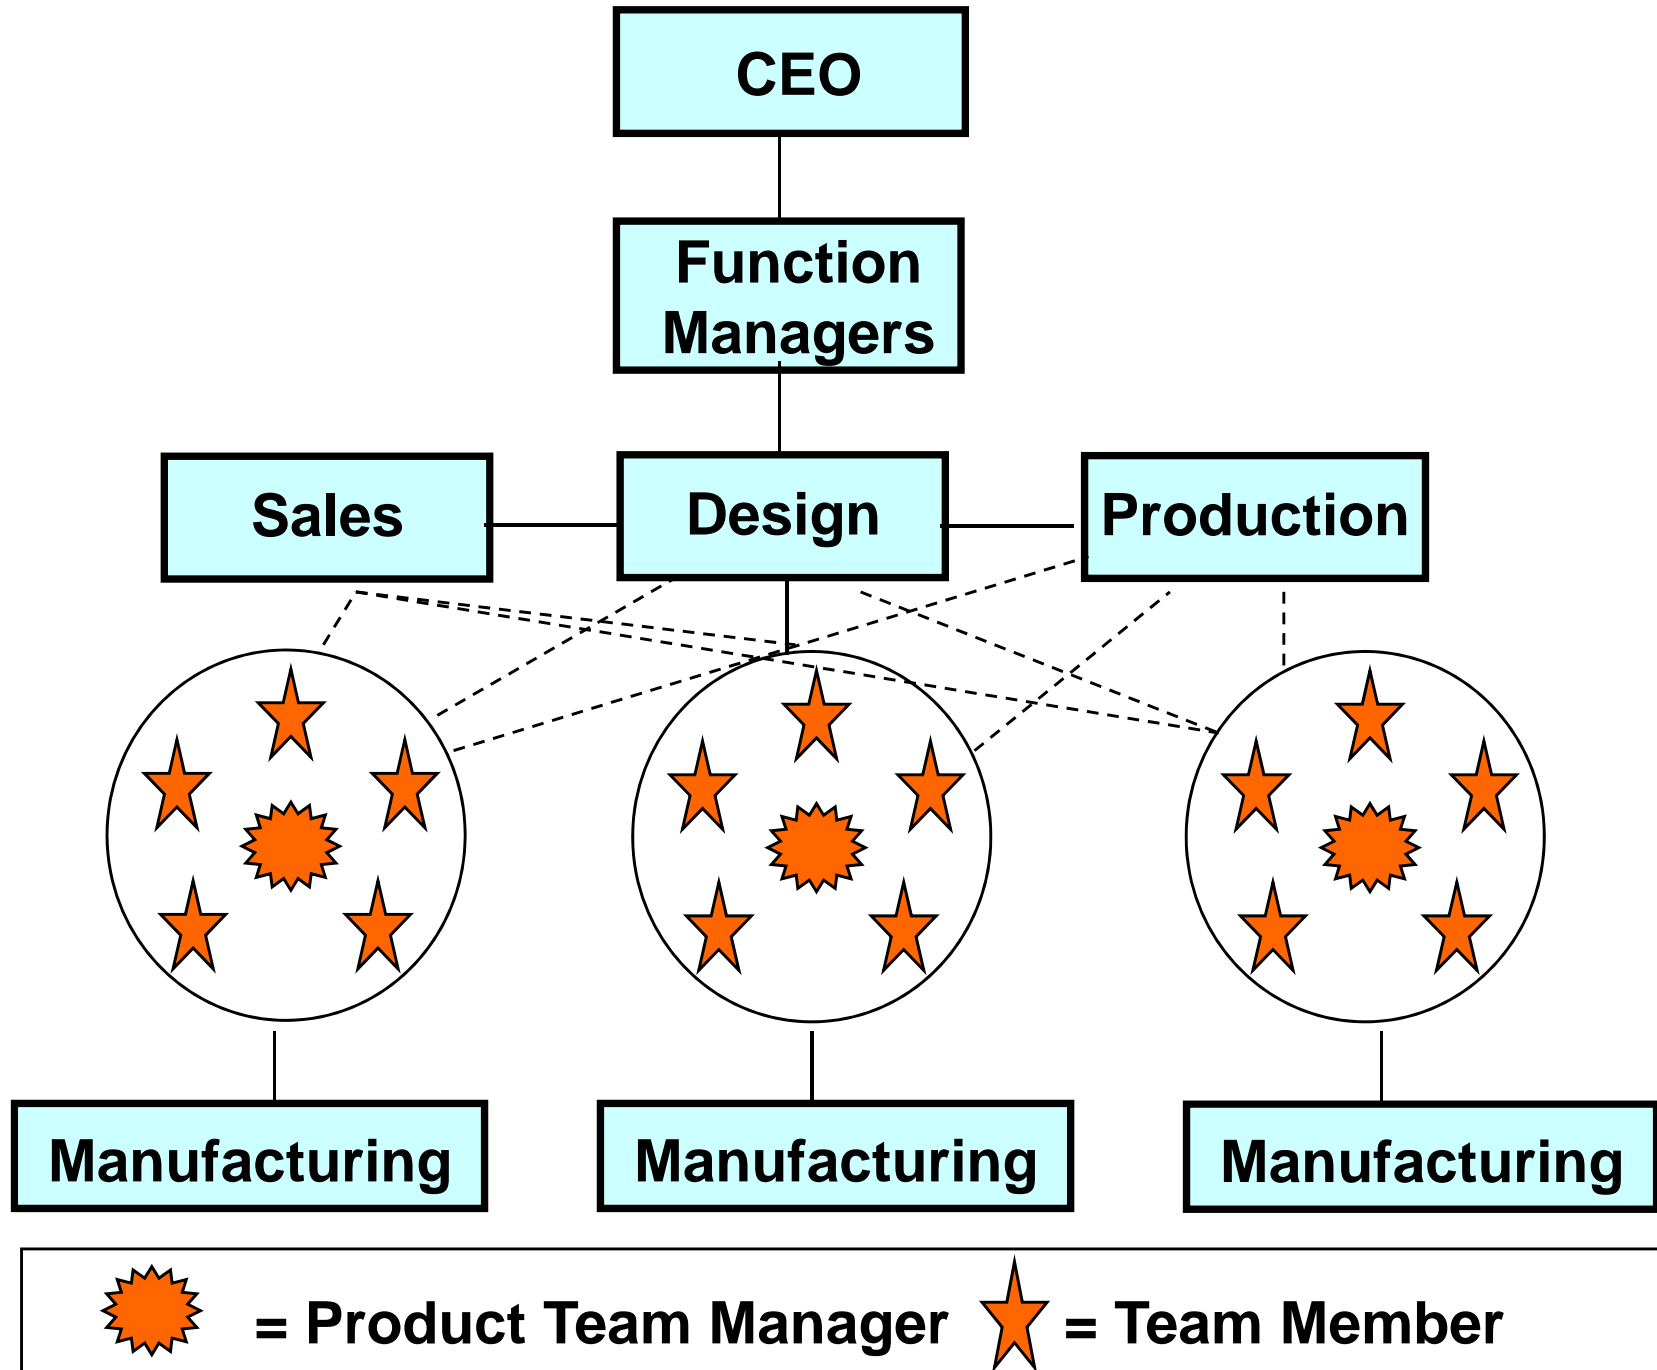 CEO
Function
Managers
Sales
Design
Production
Manufacturing
Manufacturing
Manufacturing
= Product Team Manager
= Team Member